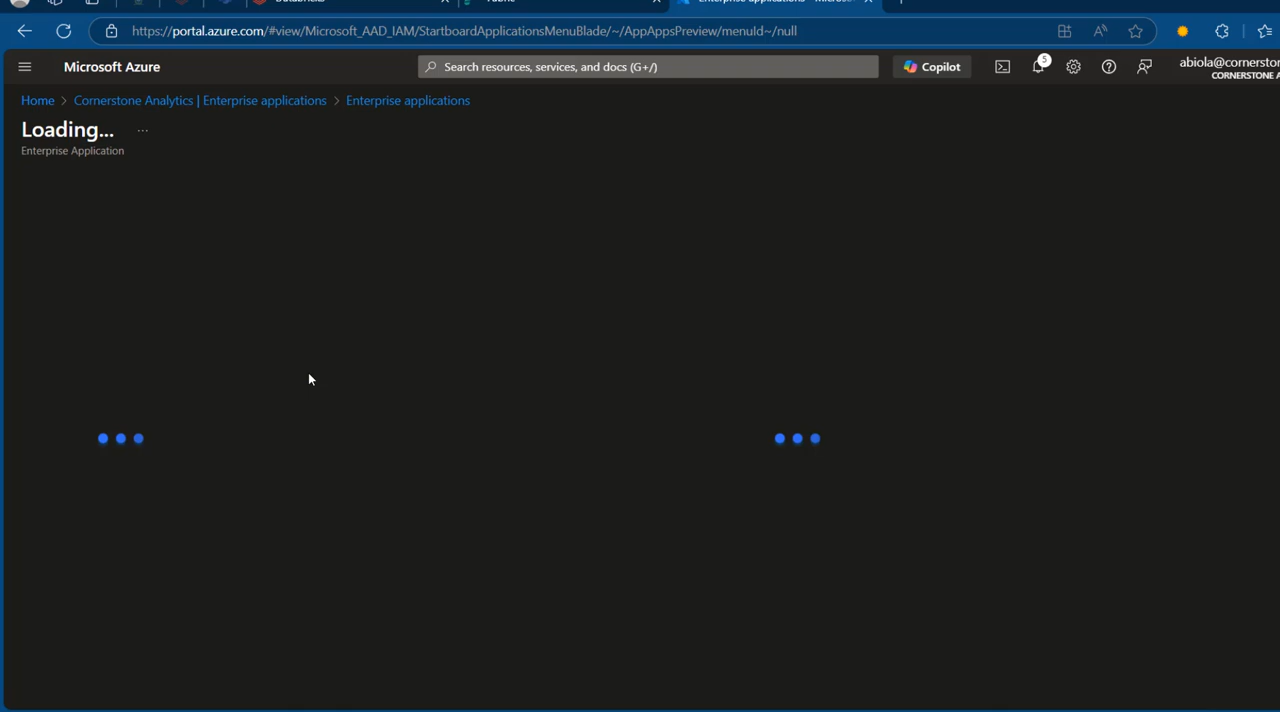 https://portal.azure.com/#view/Microsoft_AAD_IAM/StartboardApplicationsMenuBlade/~/AppAppsPreview/menuId~/null
Microsoft Azure
Search resources, services, and docs (G+/)
Copilot
5
abiola@cornerstor
CORNERSTONE A
Home > Cornerstone Analytics | Enterprise applications > Enterprise applications
Loading... ...
Enterprise Application